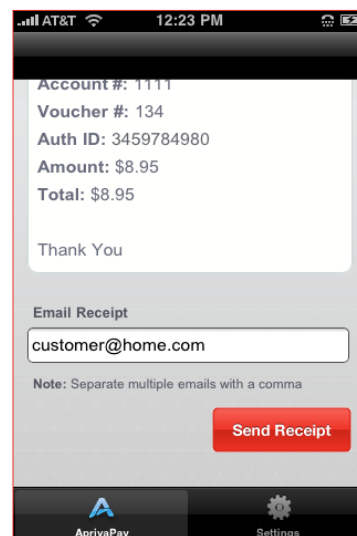 AT&T 12:23 PM
Account #: 1111
Voucher #: 134
Auth ID: 3459784980
Amount: $8.95
Total: $8.95
Thank You
Email Receipt
customer@home.com
Note: Separate multiple emails with a comma
Send Receipt
AprivaPay Settings